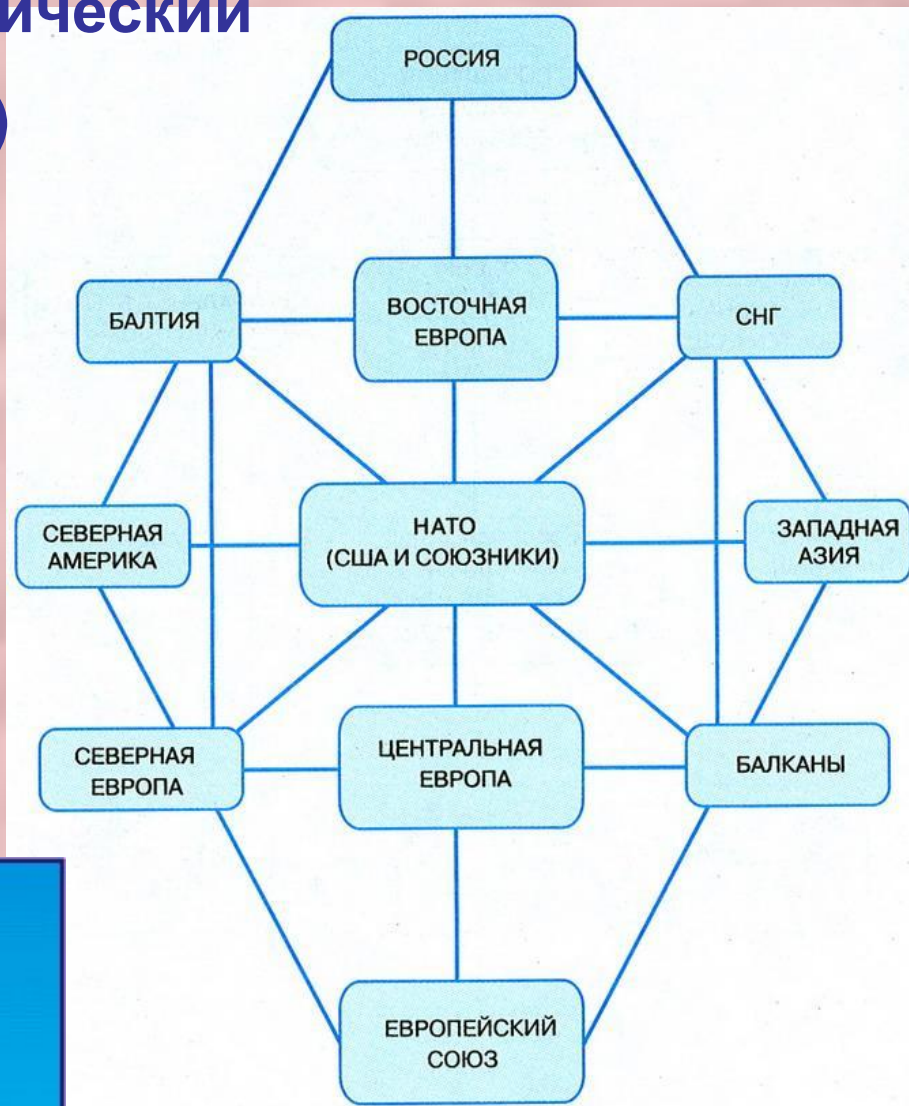 РОССИЯ
БАЛТИЯ
ВОСТОЧНАЯ
ЕВРОПА
СНГ
СЕВЕРНАЯ
АМЕРИКА
НАТО
(США И СОЮЗНИКИ)
ЗАПАДНАЯ
АЗИЯ
СЕВЕРНАЯ
ЕВРОПА
ЦЕНТРАЛЬНАЯ
ЕВРОПА
БАЛКАНЫ
ЕВРОПЕЙСКИЙ
СОЮЗ